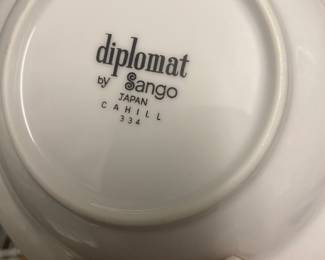 diplomat
by Sango
JAPAN
CAHILL
334